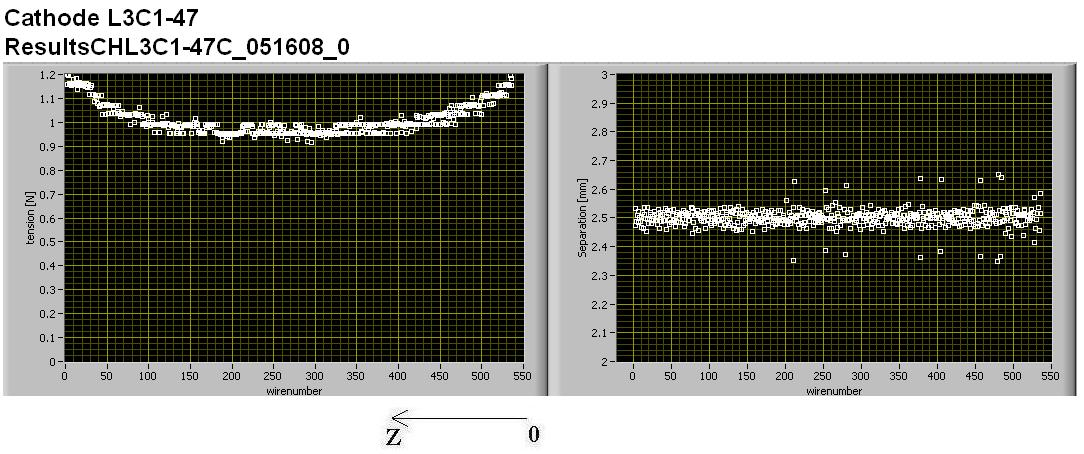 Cathode L3C1-47
ResultsCHL3C1-47C_051608_0
1.2
1.1
1
0.9
0.8
0.7
0.6
0.5
0.4
0.3
0.2
0.1
0
tension [N]
0 50 100 150 200 250 300 350 400 450 500 550
wirenumber
3
2.9
2.8
2.7
2.6
2.5
2.4
2.3
2.2
2.1
2
Separation [mm]
0 50 100 150 200 250 300 350 400 450 500 550
wirenumber
Z 0